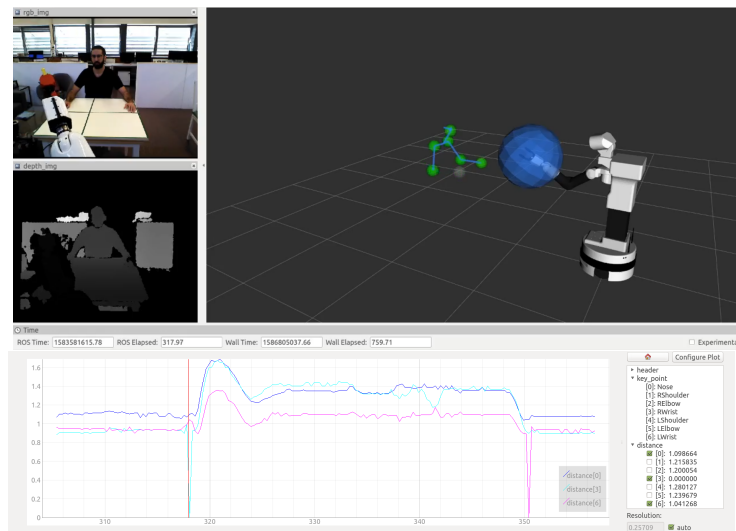 rgb_img
depth_img
Time
ROS Time: 1583581615.78 ROS Elapsed: 317.97 Wall Time: 1586805037.66 Wall Elapsed: 759.71 Experimenta
Configure Plot
header
key_point
[0]: Nose
[1]: RShoulder
[2]: RElbow
[3]: RWrist
[4]: LShoulder
[5]: LElbow
[6]: LWrist
distance
[0]: 1.098664
[1]: 1.215835
[2]: 1.200054
[3]: 0.000000
[4]: 1.280127
[5]: 1.239679
[6]: 1.041268
Resolution:
0.25709 auto
1.6
1.4
1.2
1
0.8
0.6
0.4
0.2
0
310 320 330 340 350
distance[0]
distance[3]
distance[6]